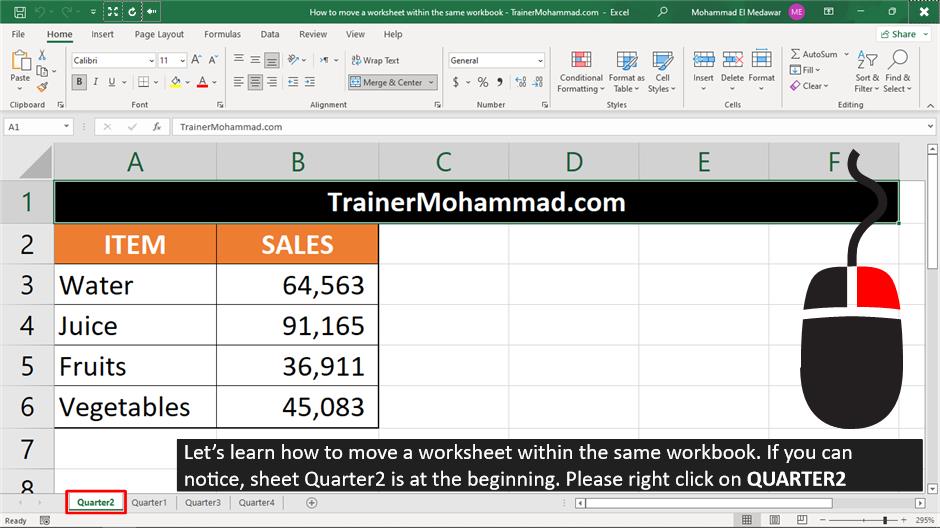 How to move a worksheet within the same workbook - TrainerMohammad.com - Excel
Mohammad El Medawar ME
File Home Insert Page Layout Formulas Data Review View Help Share
Calibri 11 Wrap Text General AutoSum
Paste Conditional Formatting Format as Table Cell Styles Insert Delete Format Fill Sort & Filter Find & Select
B I U A Merge & Center $ % Clear
Clipboard Font Alignment Number Styles Cells Editing
A1 fx TrainerMohammad.com
A B C D E F
1 TrainerMohammad.com
2 ITEM SALES
3 Water 64,563
4 Juice 91,165
5 Fruits 36,911
6 Vegetables 45,083
7
8
Let’s learn how to move a worksheet within the same workbook. If you can
notice, sheet Quarter2 is at the beginning. Please right click on QUARTER2
Quarter2 Quarter1 Quarter3 Quarter4
Ready 295%